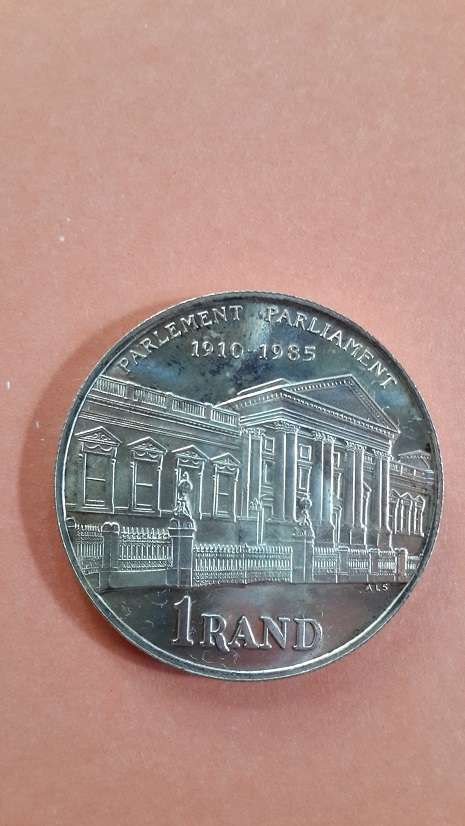 PARLEMENT PARLIAMENT
1910-1985
ALS
1 RAND